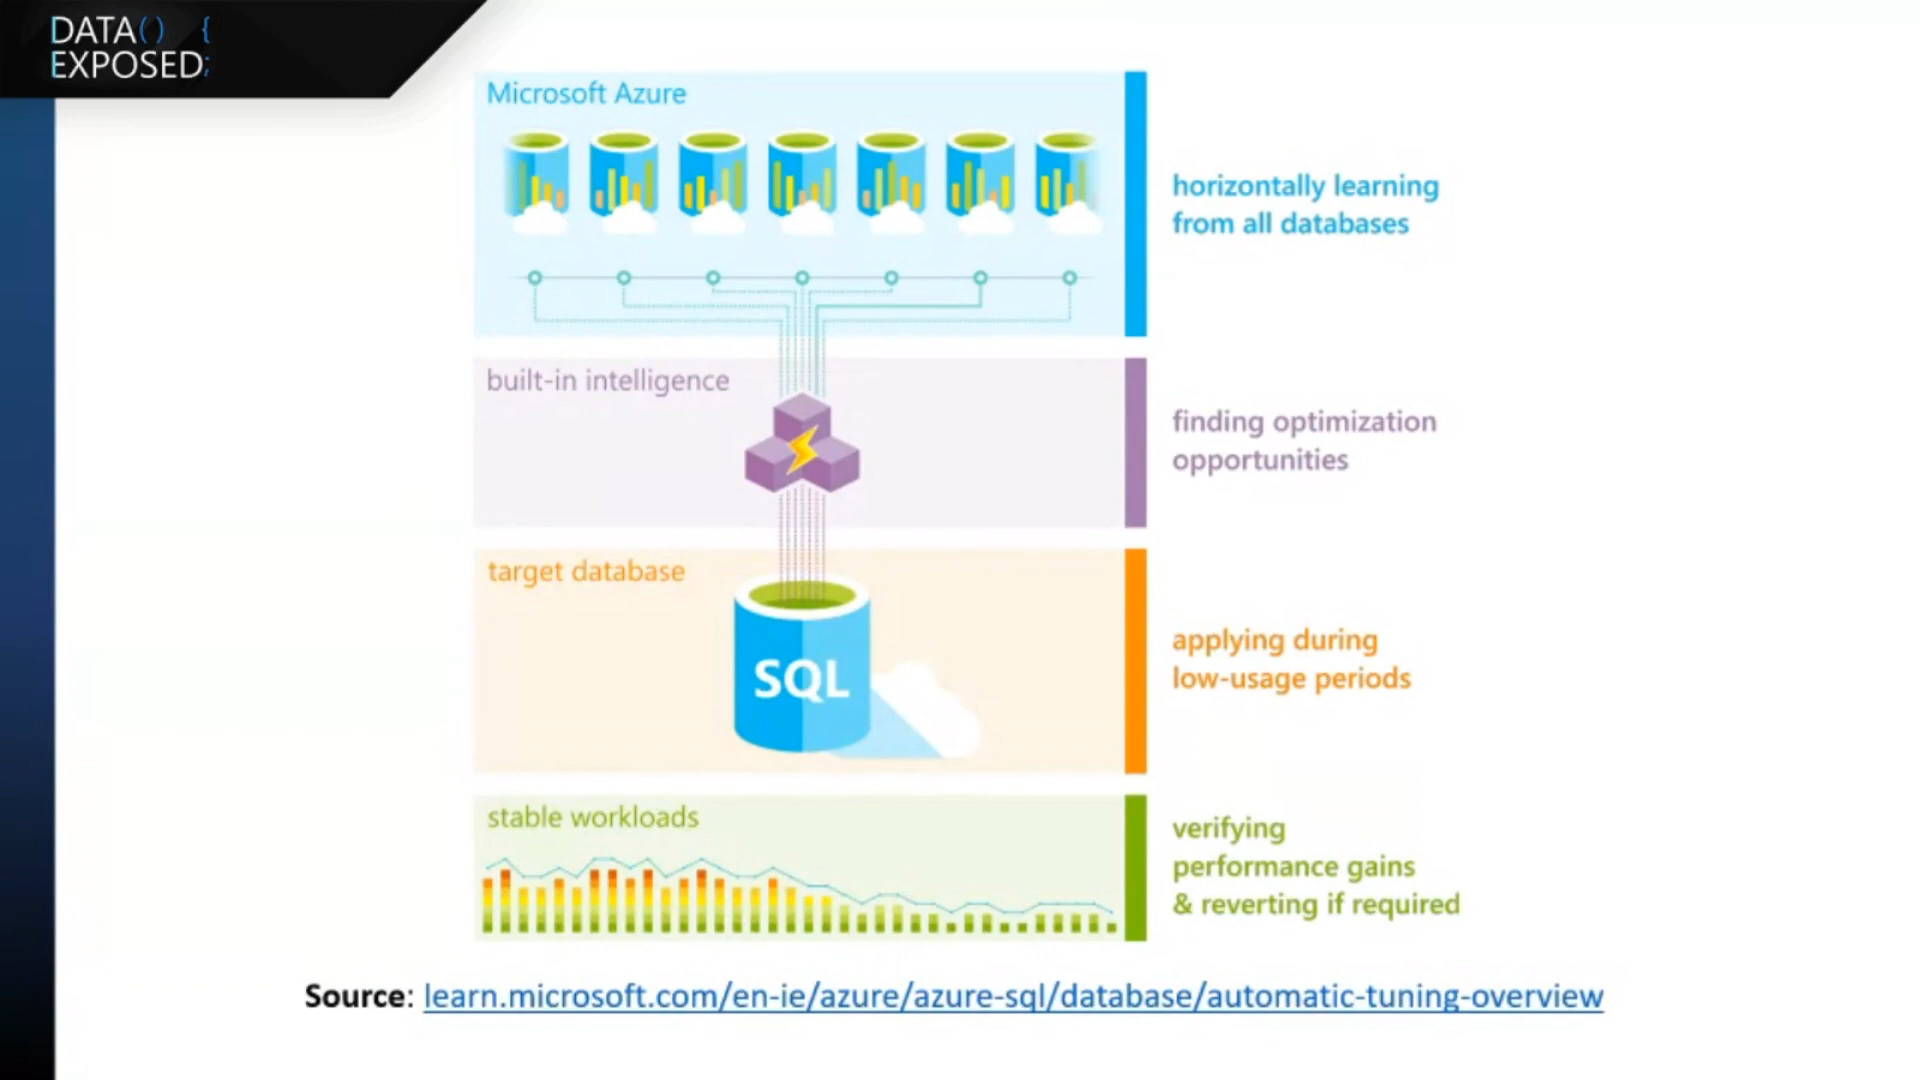 DATA() {
EXPOSED;
Microsoft Azure
horizontally learning
from all databases
built-in intelligence
finding optimization
opportunities
target database
SQL
applying during
low-usage periods
stable workloads
verifying
performance gains
& reverting if required
Source: learn.microsoft.com/en-ie/azure/azure-sql/database/automatic-tuning-overview